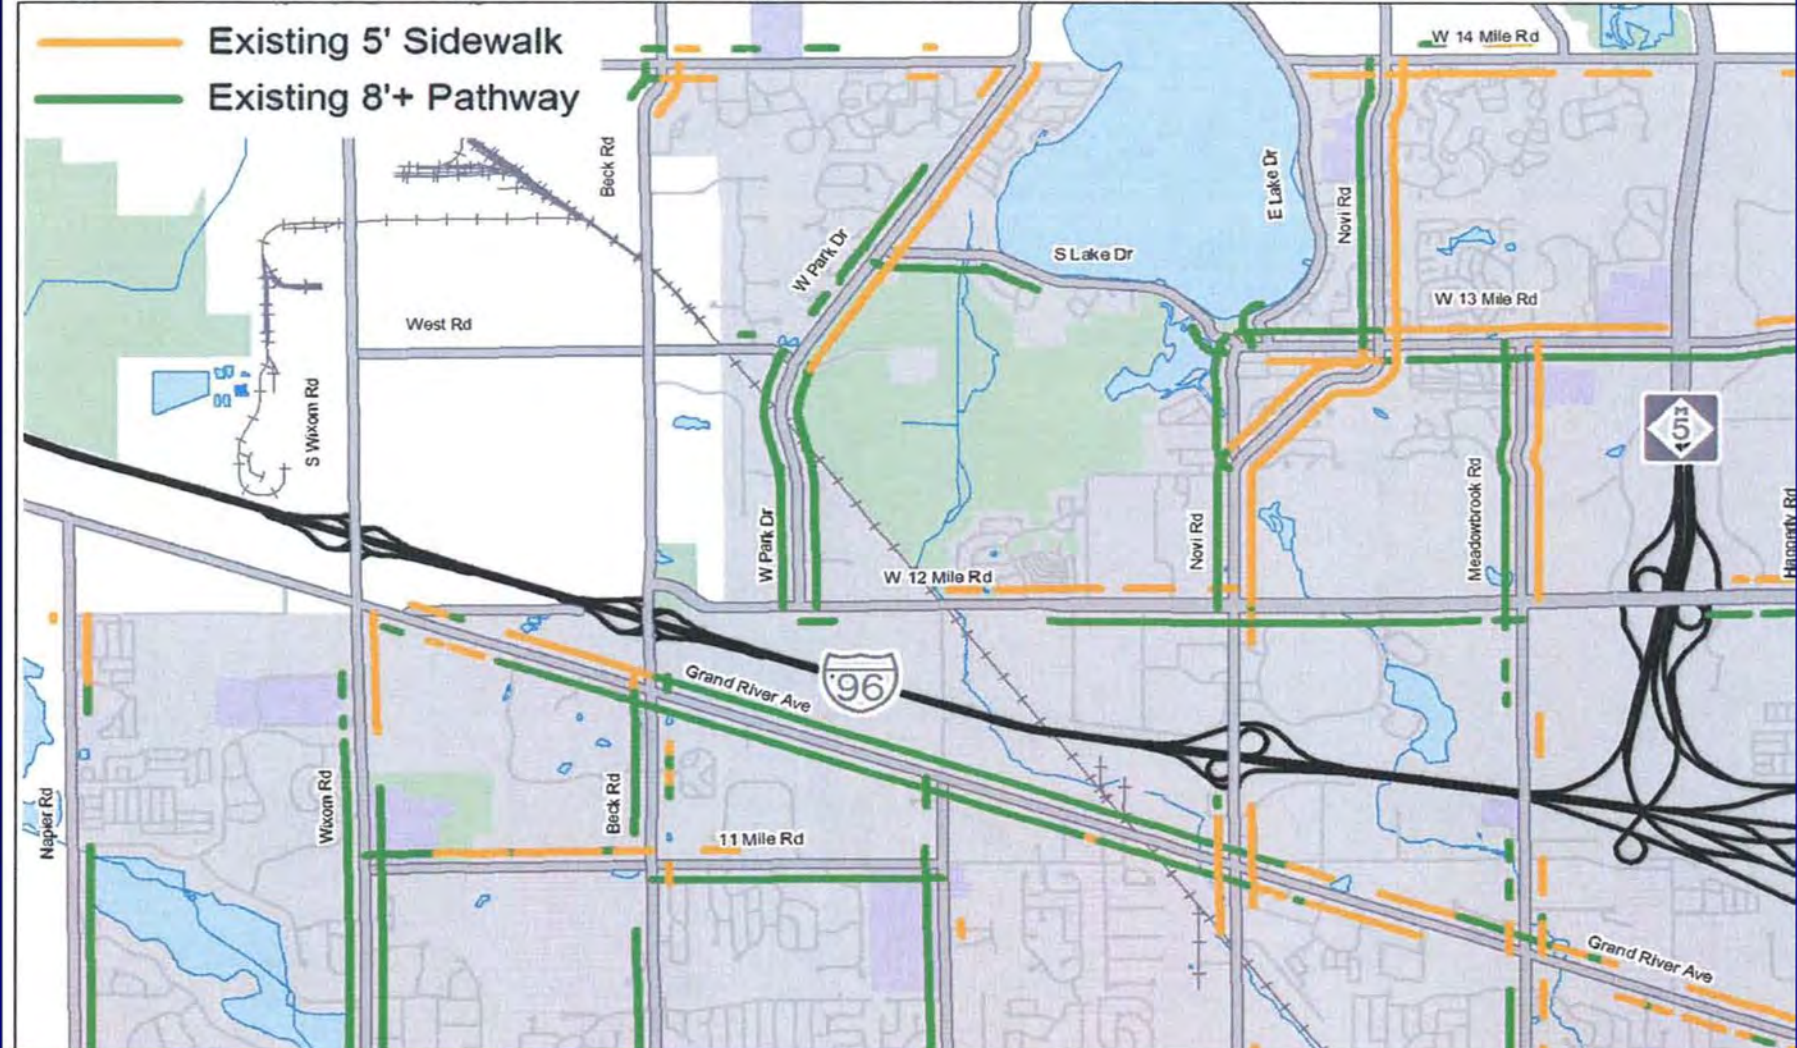 Existing 5' Sidewalk
Existing 8'+ Pathway
W 14 Mile Rd
Beck Rd
E Lake Dr
Novi Rd
W Park Dr
S Lake Dr
W 13 Mile Rd
West Rd
S Wixom Rd
M
5
Meadowbrook Rd
Haggerty Rd
W Park Dr
Novi Rd
W 12 Mile Rd
96
Grand River Ave
Napier Rd
Wixom Rd
Beck Rd
11 Mile Rd
Grand River Ave